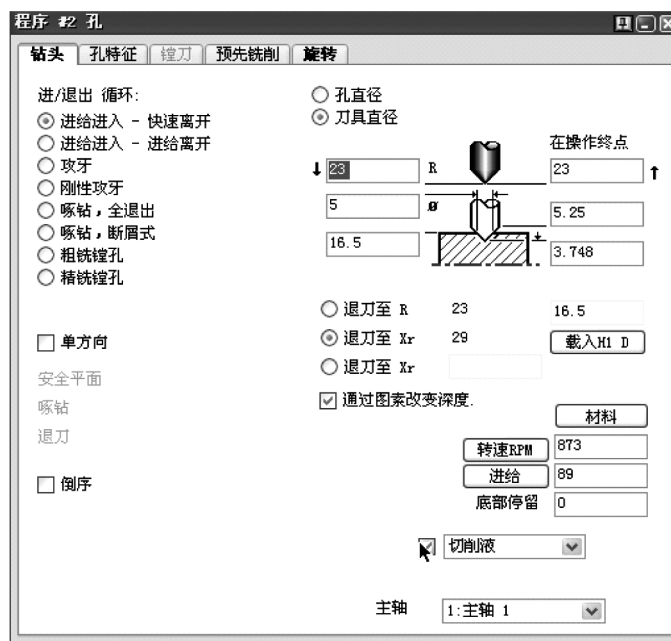 程序 #2 孔
钻头 孔特征 镗刀 预先铣削 旋转
进/退出 循环:
进给进入 - 快速离开
进给进入 - 进给离开
攻牙
刚性攻牙
啄钻，全退出
啄钻，断屑式
粗铣镗孔
精铣镗孔
单方向
安全平面
啄钻
退刀
倒序
孔直径
刀具直径
在操作终点
23 R 23
5 ø 5.25
16.5 3.748
退刀至 R 23 16.5
退刀至 Xr 29 载入H1 D
退刀至 Xr
通过图素改变深度.
材料
转速RPM 873
进给 89
底部停留 0
切削液
主轴 1:主轴 1